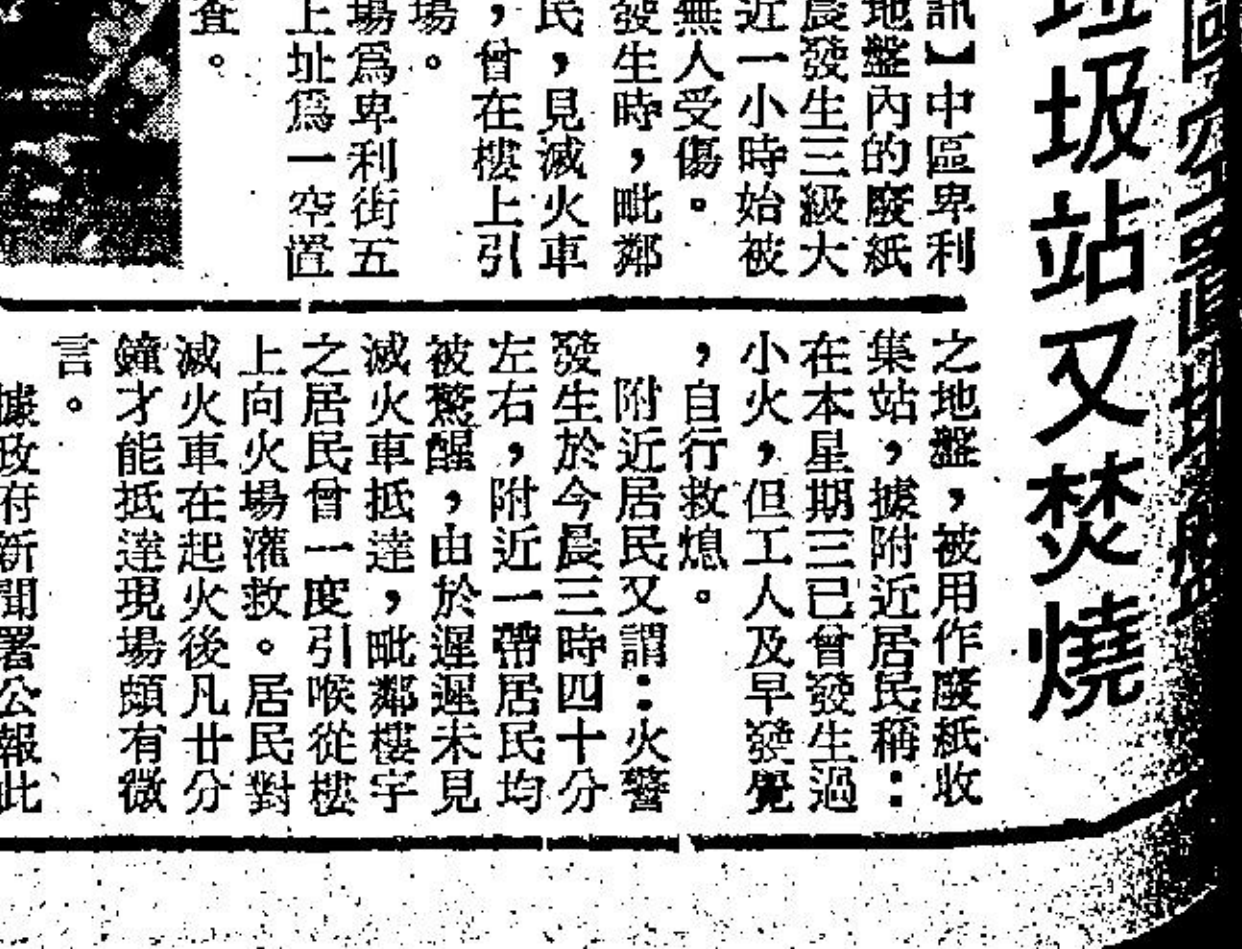 垃圾站又焚燒
訊】中區卑利
地盤內的廢紙
晨發生三級大
近一小時始被
無人受傷。
發生時，毗鄰
民，見滅火車
，曾在樓上引
場。
場爲卑利街五
上址爲一空置
查。
之地盤，被用作廢紙收
集站，據附近居民稱：
在本星期三已曾發生過
小火，但工人及早發覺
，自行救熄。
附近居民又謂：火警
發生於今晨三時四十分
左右，附近一帶居民均
被驚醒，由於遲遲未見
滅火車抵達，毗鄰樓宇
之居民曾一度引喉從樓
上向火場灌救。居民對
滅火車在起火後凡廿分
鐘才能抵達現場頗有微
言。
據政府新聞署公報此